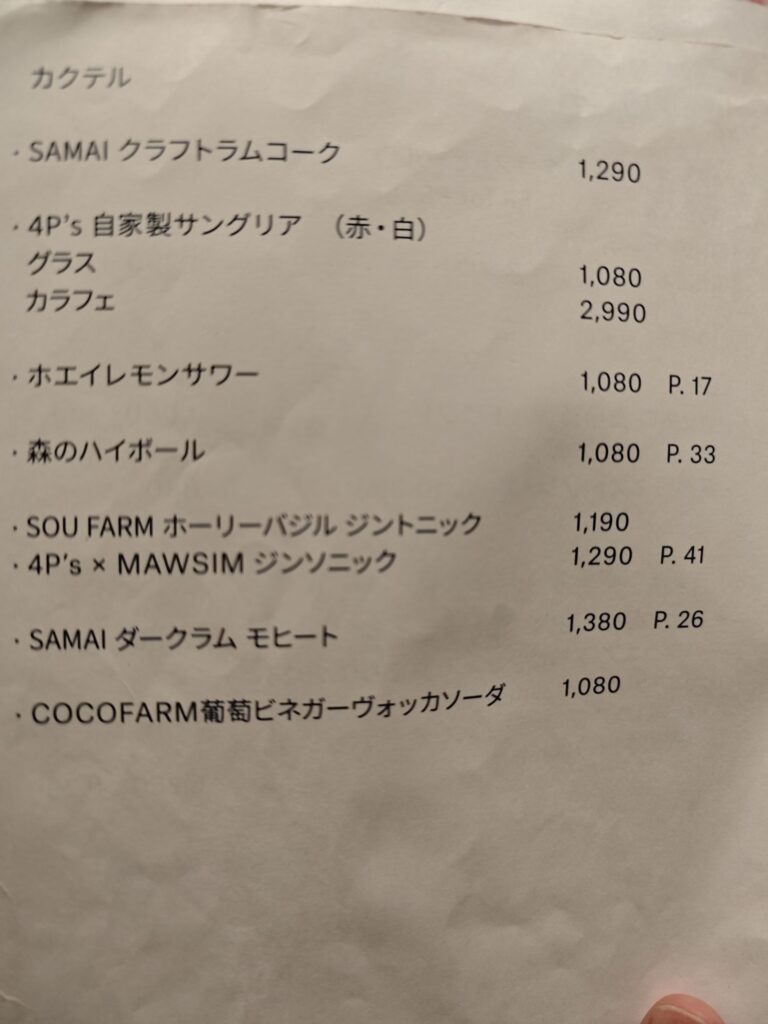 カクテル
・SAMAI クラフトラムコーク 1,290
・4P's 自家製サングリア （赤・白）
グラス 1,080
カラフェ 2,990
・ホエイレモンサワー 1,080 P. 17
・森のハイボール 1,080 P. 33
・SOU FARM ホーリーバジル ジントニック 1,190
・4P's × MAWSIM ジンソニック 1,290 P. 41
・SAMAI ダークラム モヒート 1,380 P. 26
・COCOFARM葡萄ビネガーヴォッカソーダ 1,080